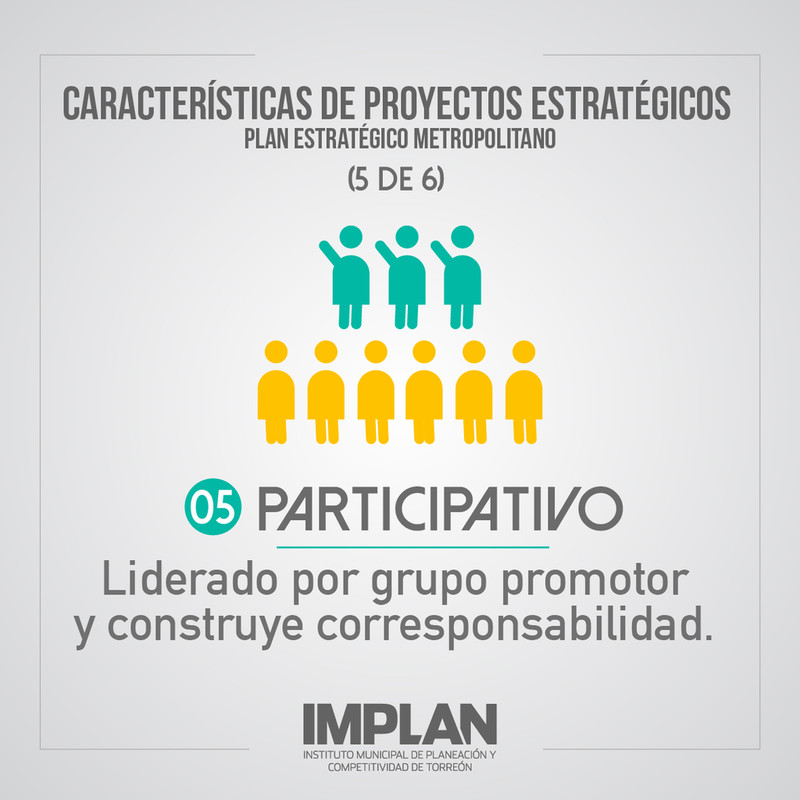 CARACTERÍSTICAS DE PROYECTOS ESTRATÉGICOS
PLAN ESTRATÉGICO METROPOLITANO
(5 DE 6)
05 PARTICIPATIVO
Liderado por grupo promotor
y construye corresponsabilidad.
IMPLAN
INSTITUTO MUNICIPAL DE PLANEACIÓN Y
COMPETITIVIDAD DE TORREÓN